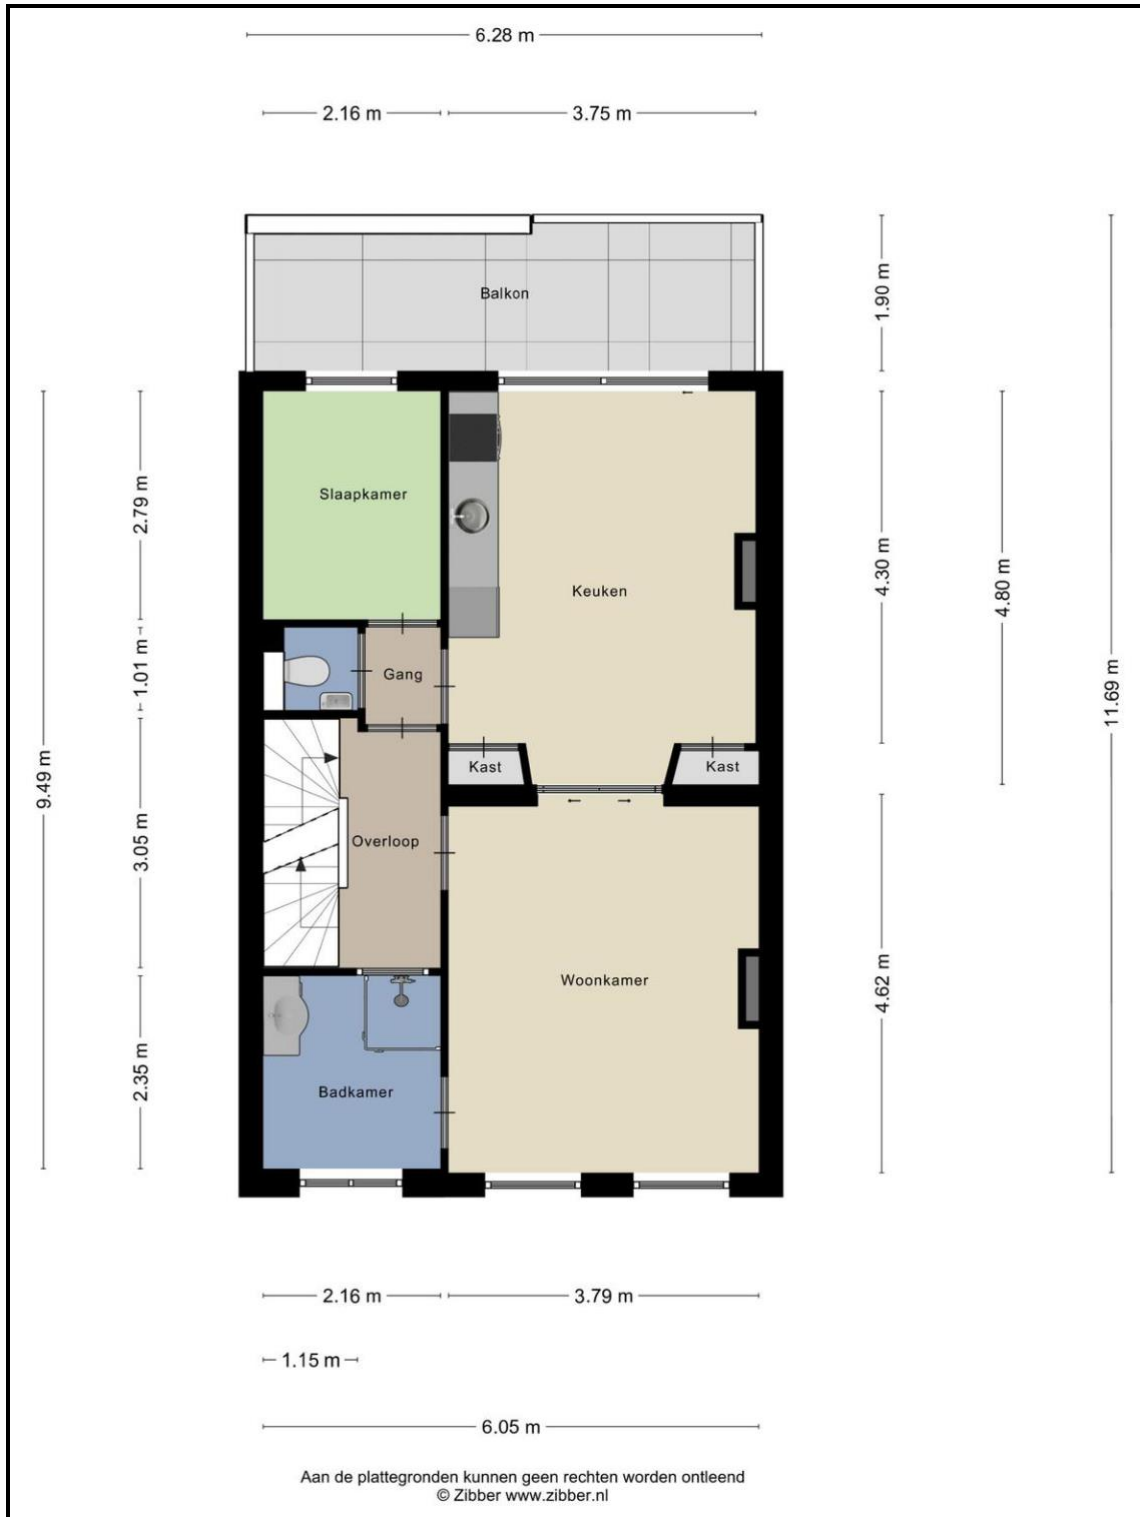 6.28 m
2.16 m
3.75 m
Balkon
1.90 m
Slaapkamer
2.79 m
Keuken
4.30 m
4.80 m
Gang
1.01 m
11.69 m
Kast
Kast
9.49 m
Overloop
3.05 m
Woonkamer
4.62 m
Badkamer
2.35 m
2.16 m
3.79 m
1.15 m
6.05 m
Aan de plattegronden kunnen geen rechten worden ontleend
© Zibber www.zibber.nl